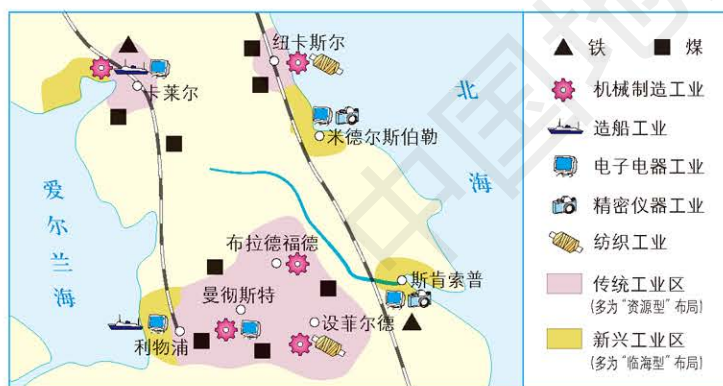 纽卡斯尔
卡莱尔
米德尔斯伯勒
北
海
爱
尔
兰
海
布拉德福德
曼彻斯特
设菲尔德
利物浦
斯肯索普
铁
煤
机械制造工业
造船工业
电子电器工业
精密仪器工业
纺织工业
传统工业区
(多为“资源型”布局)
新兴工业区
(多为“临海型”布局)
中国地